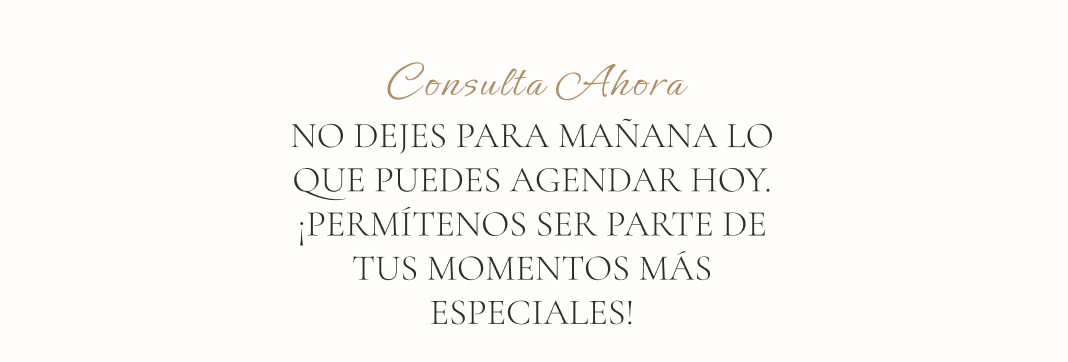 Consulta Ahora
NO DEJES PARA MAÑANA LO
QUE PUEDES AGENDAR HOY.
¡PERMÍTENOS SER PARTE DE
TUS MOMENTOS MÁS
ESPECIALES!